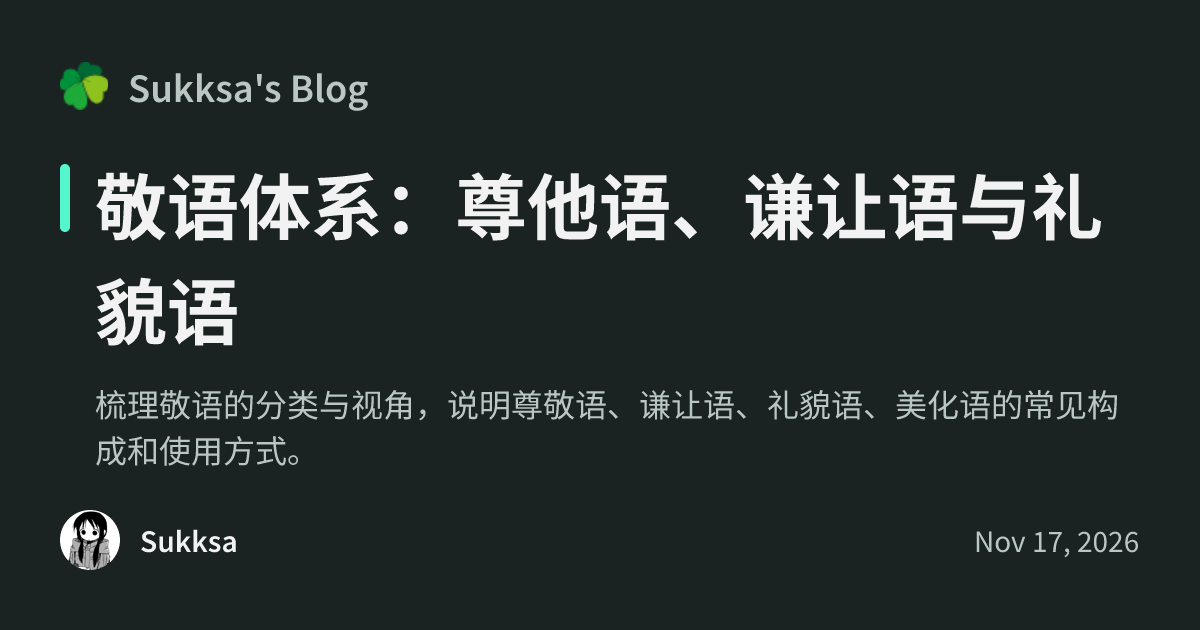 Sukksa's Blog
敬语体系：尊他语、谦让语与礼
貌语
梳理敬语的分类与视角，说明尊敬语、谦让语、礼貌语、美化语的常见构
成和使用方式。
Sukksa
Nov 17, 2026